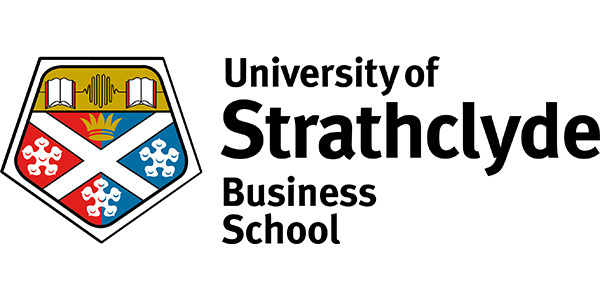 University of
Strathclyde
Business
School